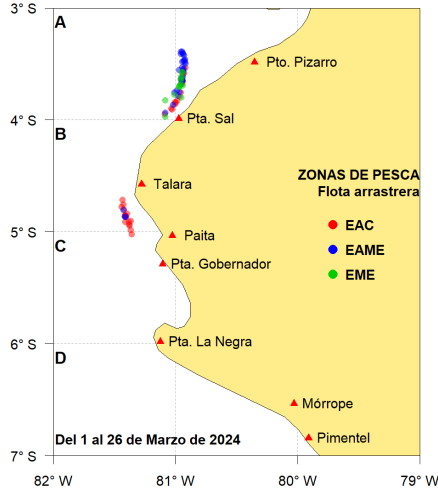 3° S
A
Pto. Pizarro
4° S
Pta. Sal
B
ZONAS DE PESCA
Flota arrastrera
Talara
EAC
5° S
Paita
EAME
C
Pta. Gobernador
EME
6° S
Pta. La Negra
D
Mórrope
Del 1 al 26 de Marzo de 2024
Pimentel
7° S
82° W
81° W
80° W
79° W